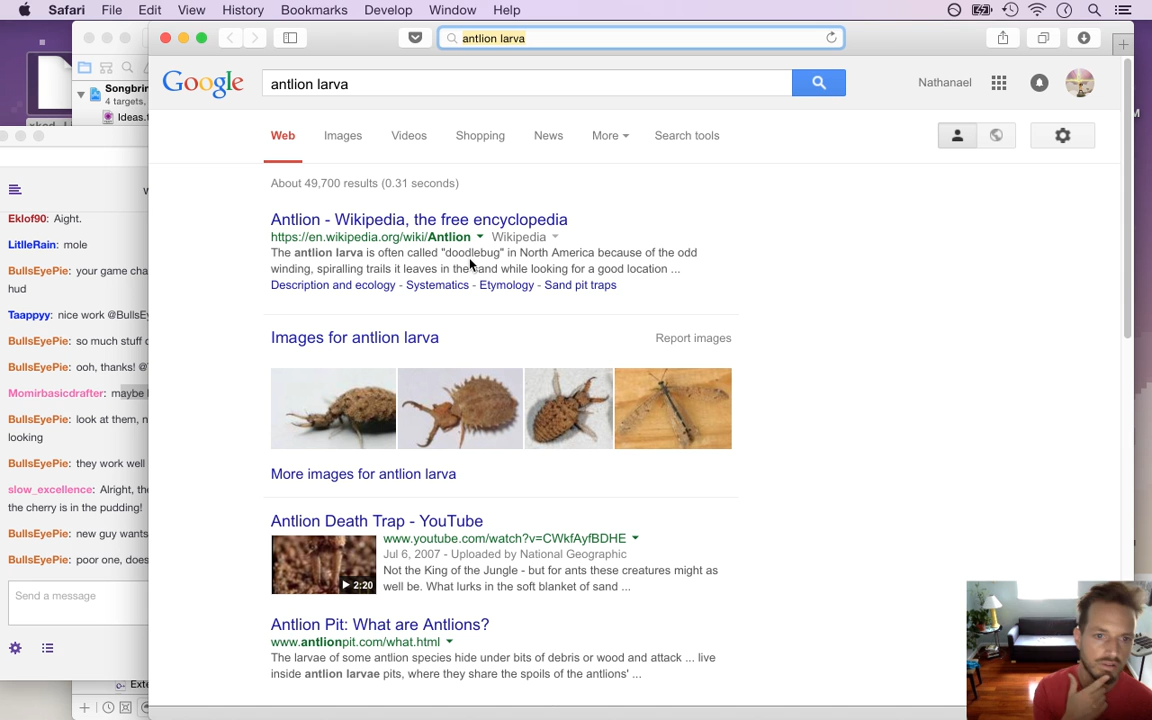 Safari File Edit View History Bookmarks Develop Window Help
antlion larva
Songbrin
4 targets,
Ideas.t
Google antlion larva
Nathanael
Web Images Videos Shopping News More Search tools
About 49,700 results (0.31 seconds)
Antlion - Wikipedia, the free encyclopedia
https://en.wikipedia.org/wiki/Antlion Wikipedia
The antlion larva is often called "doodlebug" in North America because of the odd
winding, spiralling trails it leaves in the sand while looking for a good location ...
Description and ecology - Systematics - Etymology - Sand pit traps
Images for antlion larva
Report images
More images for antlion larva
Antlion Death Trap - YouTube
www.youtube.com/watch?v=CWkfAyfBDHE
Jul 6, 2007 - Uploaded by National Geographic
Not the King of the Jungle - but for ants these creatures might as
well be. What lurks in the soft blanket of sand ...
2:20
Antlion Pit: What are Antlions?
www.antlionpit.com/what.html
The larvae of some antlion species hide under bits of debris or wood and attack ... live
inside antlion larvae pits, where they share the spoils of the antlions' ...
Eklof90: Aight.
LitlleRain: mole
BullsEyePie: your game cha
hud
Taappyy: nice work @BullsE
BullsEyePie: so much stuff
BullsEyePie: ooh, thanks!
Momirbasicdrafter: maybe
BullsEyePie: look at them, n
looking
BullsEyePie: they work well
slow_excellence: Alright, the
the cherry is in the pudding!
BullsEyePie: new guy wants
BullsEyePie: poor one, does
Send a message
Exte
M